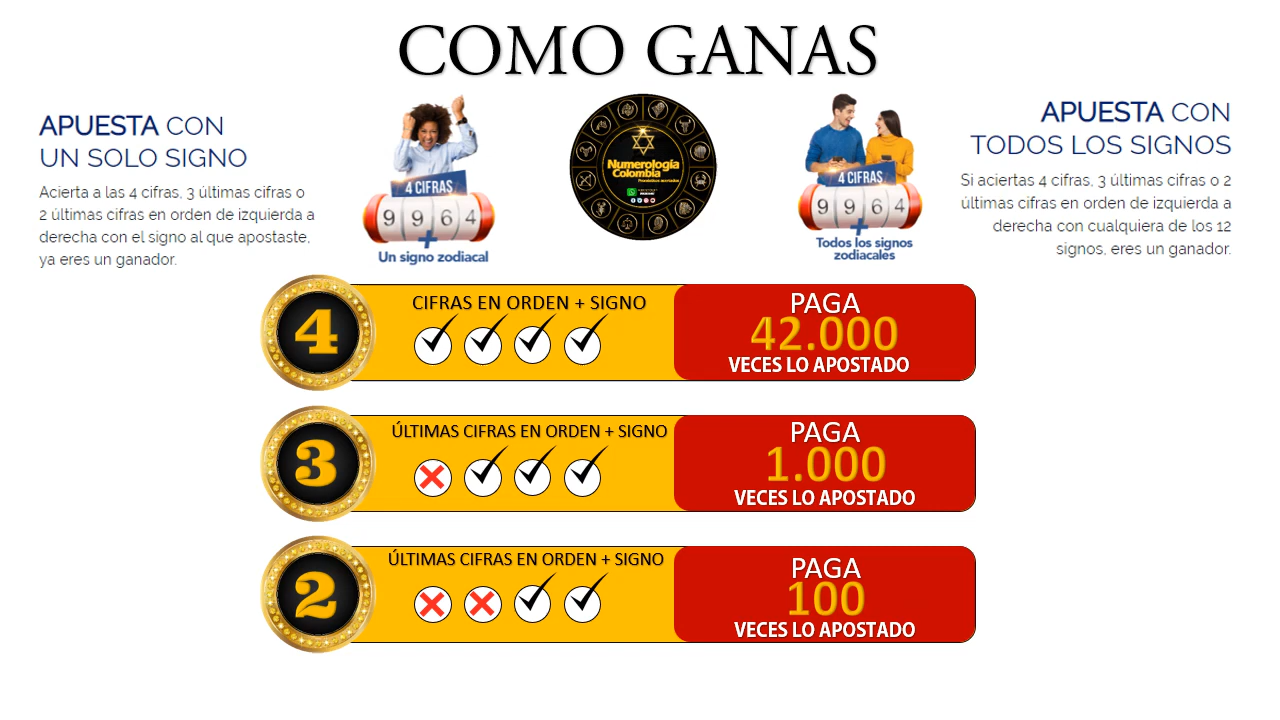 COMO GANAS
APUESTA CON
UN SOLO SIGNO
Acierta a las 4 cifras, 3 últimas cifras o
2 últimas cifras en orden de izquierda a
derecha con el signo al que apostaste,
ya eres un ganador.
4 CIFRAS
9 9 6 4
+
Un signo zodiacal
Numerología
Colombia
4 CIFRAS
9 9 6 4
+
Todos los signos
zodiacales
APUESTA CON
TODOS LOS SIGNOS
Si aciertas 4 cifras, 3 últimas cifras o 2
últimas cifras en orden de izquierda a
derecha con cualquiera de los 12
signos, eres un ganador.
4
CIFRAS EN ORDEN + SIGNO
PAGA
42.000
VECES LO APOSTADO
3
ÚLTIMAS CIFRAS EN ORDEN + SIGNO
PAGA
1.000
VECES LO APOSTADO
2
ÚLTIMAS CIFRAS EN ORDEN + SIGNO
PAGA
100
VECES LO APOSTADO